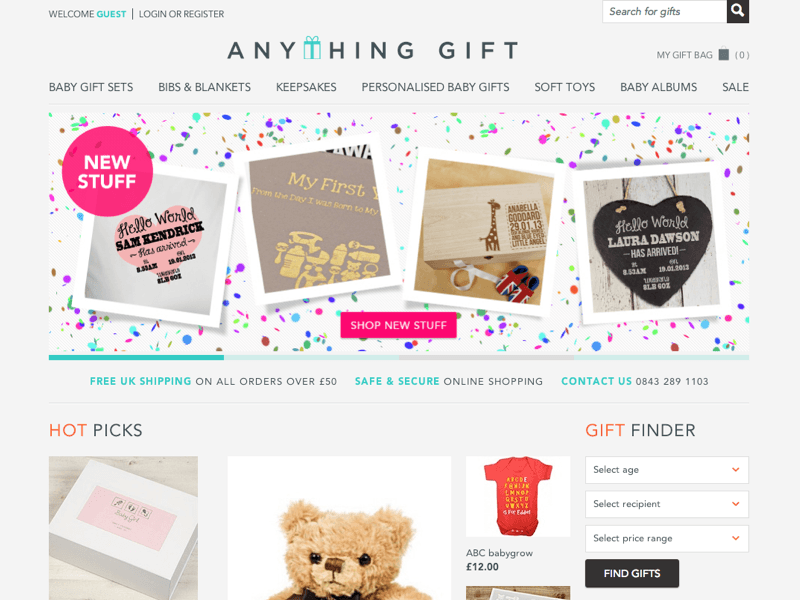 WELCOME GUEST | LOGIN OR REGISTER
Search for gifts
ANYTHING GIFT
MY GIFT BAG (0)
BABY GIFT SETS BIBS & BLANKETS KEEPSAKES PERSONALISED BABY GIFTS SOFT TOYS BABY ALBUMS SALE
NEW
STUFF
Hello World
SAM KENDRICK
Has arrived
8.53AM 19.01.2013
My First
From the Day I was Born to My
ANABELLA
GODDARD
29.01.13
LITTLE ANGEL
Hello World
LAURA DAWSON
HAS ARRIVED!
8.53AM 19.01.2013
SHOP NEW STUFF
FREE UK SHIPPING ON ALL ORDERS OVER £50 SAFE & SECURE ONLINE SHOPPING CONTACT US 0843 289 1103
HOT PICKS
GIFT FINDER
Select age
Select recipient
Select price range
FIND GIFTS
ABC babygrow
£12.00